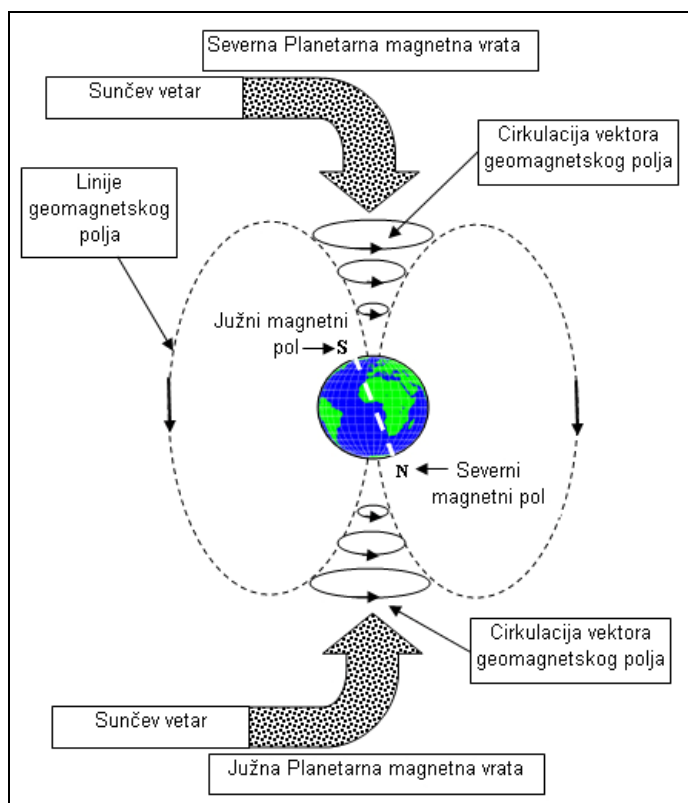 Severna Planetarna magnetna vrata
Sunčev vetar
Cirkulacija vektora
geomagnetskog polja
Linije
geomagnetskog
polja
Južni magnetni
pol
S
N
Severni
magnetni pol
Cirkulacija vektora
geomagnetskog polja
Sunčev vetar
Južna Planetarna magnetna vrata